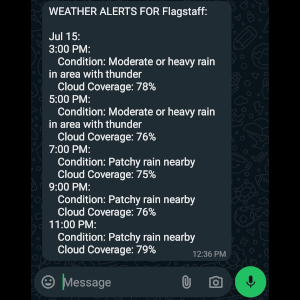 WEATHER ALERTS FOR Flagstaff:
Jul 15:
3:00 PM:
Condition: Moderate or heavy rain
in area with thunder
Cloud Coverage: 78%
5:00 PM:
Condition: Moderate or heavy rain
in area with thunder
Cloud Coverage: 76%
7:00 PM:
Condition: Patchy rain nearby
Cloud Coverage: 75%
9:00 PM:
Condition: Patchy rain nearby
Cloud Coverage: 76%
11:00 PM:
Condition: Patchy rain nearby
Cloud Coverage: 79%
12:36 PM
Message